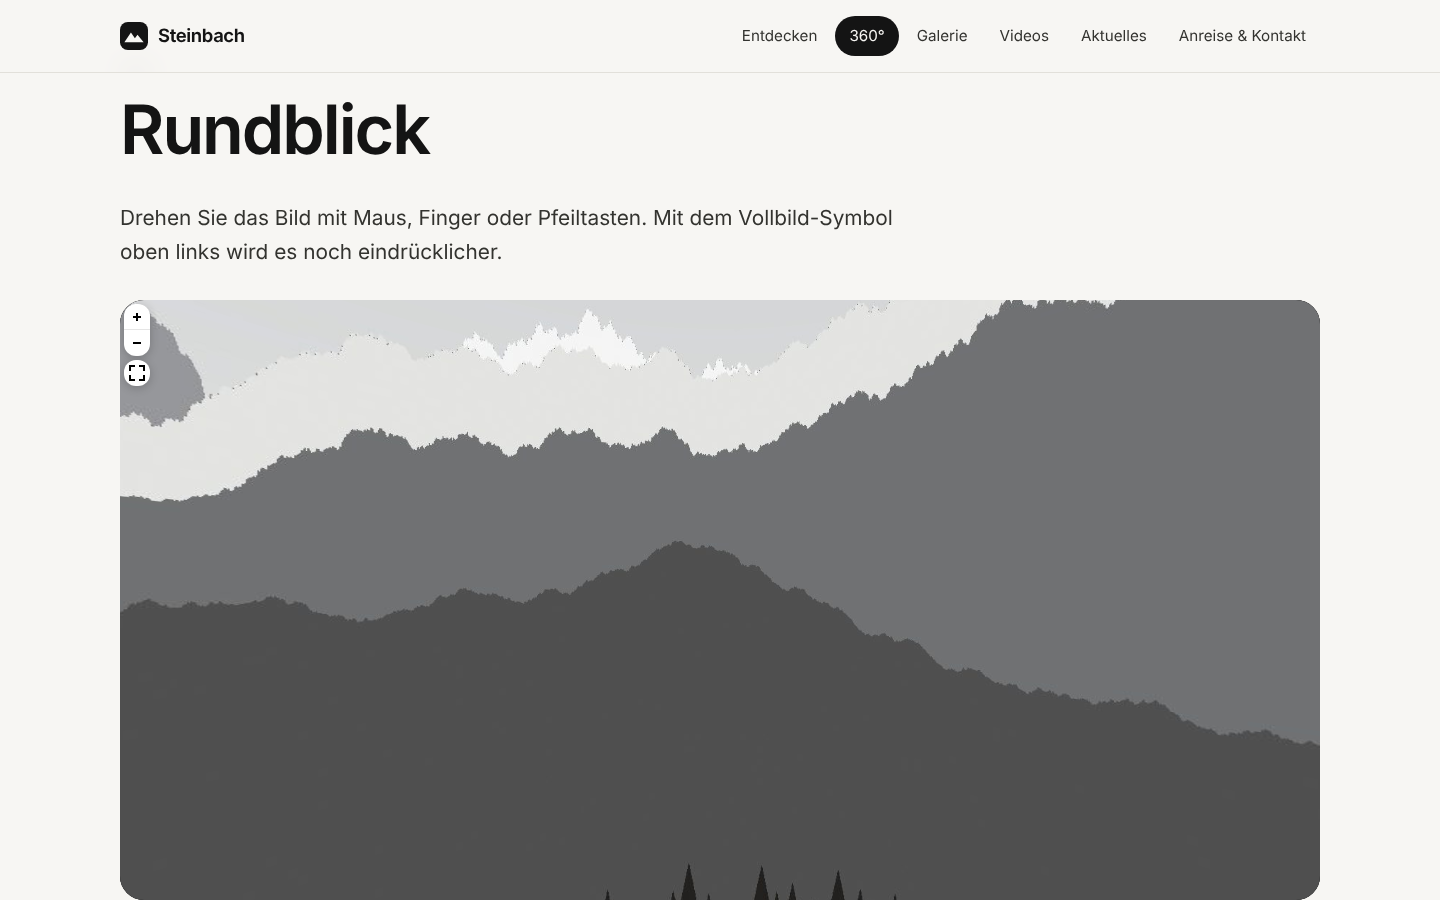 Steinbach
Entdecken
360°
Galerie
Videos
Aktuelles
Anreise & Kontakt
Rundblick
Drehen Sie das Bild mit Maus, Finger oder Pfeiltasten. Mit dem Vollbild-Symbol
oben links wird es noch eindrücklicher.
+
−